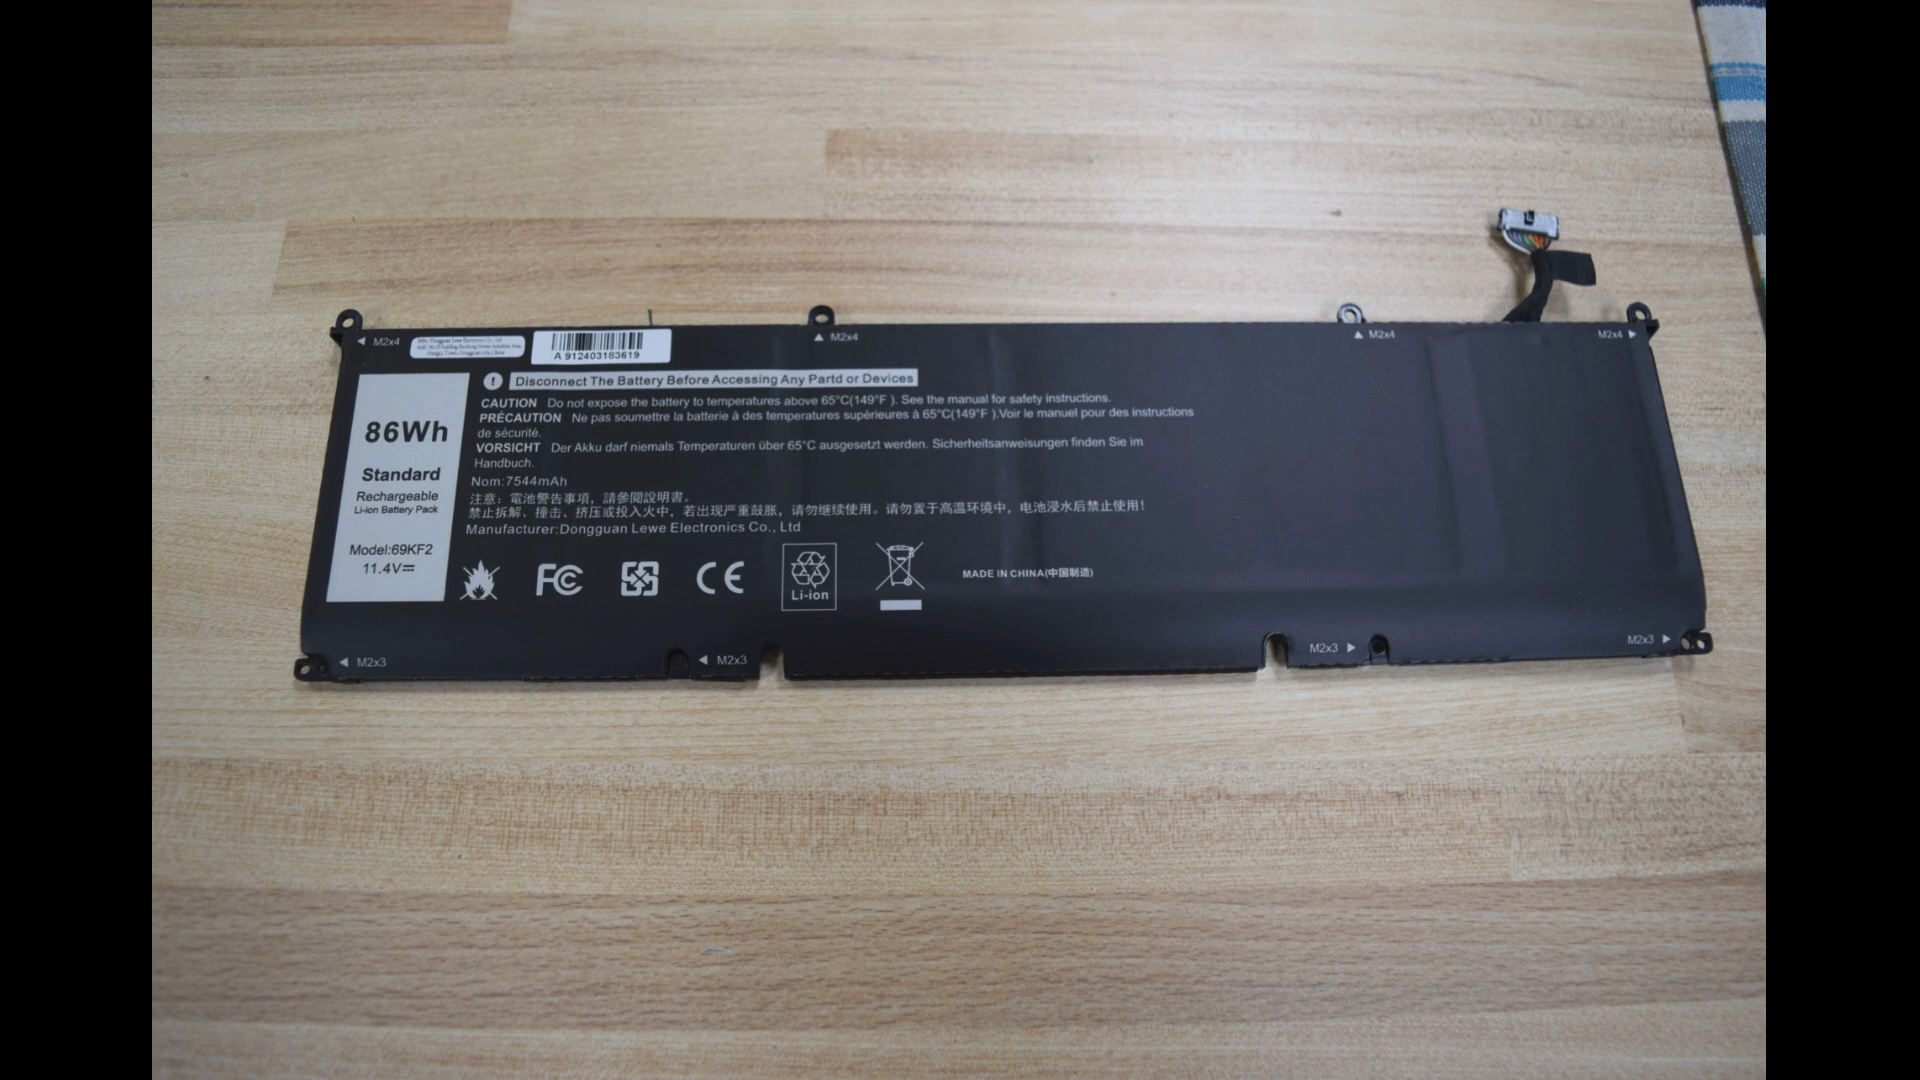 M2x4
Mfr: Dongguan Lewe Electronics Co., Ltd
A 912403183619
M2x4
M2x4
M2x4
! Disconnect The Battery Before Accessing Any Partd or Devices
CAUTION Do not expose the battery to temperatures above 65°C(149°F ). See the manual for safety instructions.
PRÉCAUTION Ne pas soumettre la batterie à des temperatures supérieures à 65°C(149°F ).Voir le manuel pour des instructions
de sécurité.
VORSICHT Der Akku darf niemals Temperaturen über 65°C ausgesetzt werden. Sicherheitsanweisungen finden Sie im
Handbuch.
Nom:7544mAh
注意：電池警告事項，請參閱說明書。
禁止拆解、撞击、挤压或投入火中，若出现严重鼓胀，请勿继续使用。请勿置于高温环境中，电池浸水后禁止使用！
Manufacturer:Dongguan Lewe Electronics Co., Ltd
86Wh
Standard
Rechargeable
Li-ion Battery Pack
Model:69KF2
11.4V
FC
CE
Li-ion
MADE IN CHINA(中国制造)
M2x3
M2x3
M2x3
M2x3